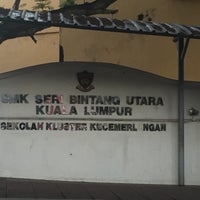 SMK SERI BINTANG UTARA
KUALA LUMPUR
SEKOLAH KLUSTER KECEMERL NGAN